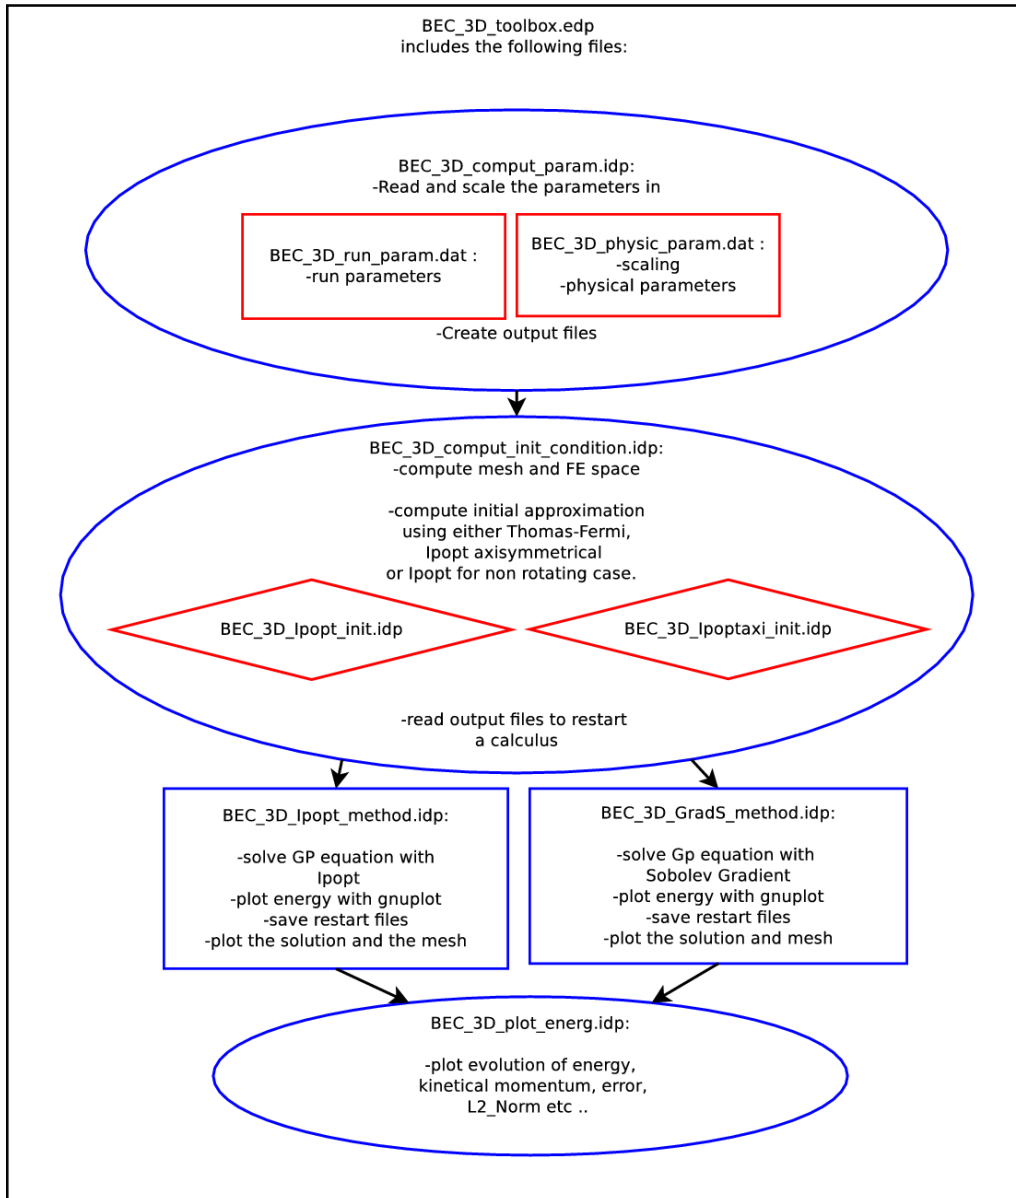 BEC_3D_toolbox.edp
includes the following files:
BEC_3D_comput_param.idp:
-Read and scale the parameters in
BEC_3D_run_param.dat :
-run parameters
BEC_3D_physic_param.dat :
-scaling
-physical parameters
-Create output files
BEC_3D_comput_init_condition.idp:
-compute mesh and FE space
-compute initial approximation
using either Thomas-Fermi,
Ipopt axisymmetrical
or Ipopt for non rotating case.
BEC_3D_Ipopt_init.idp
BEC_3D_Ipoptaxi_init.idp
-read output files to restart
a calculus
BEC_3D_Ipopt_method.idp:
-solve GP equation with
Ipopt
-plot energy with gnuplot
-save restart files
-plot the solution and the mesh
BEC_3D_GradS_method.idp:
-solve Gp equation with
Sobolev Gradient
-plot energy with gnuplot
-save restart files
-plot the solution and mesh
BEC_3D_plot_energ.idp:
-plot evolution of energy,
kinetical momentum, error,
L2_Norm etc ..